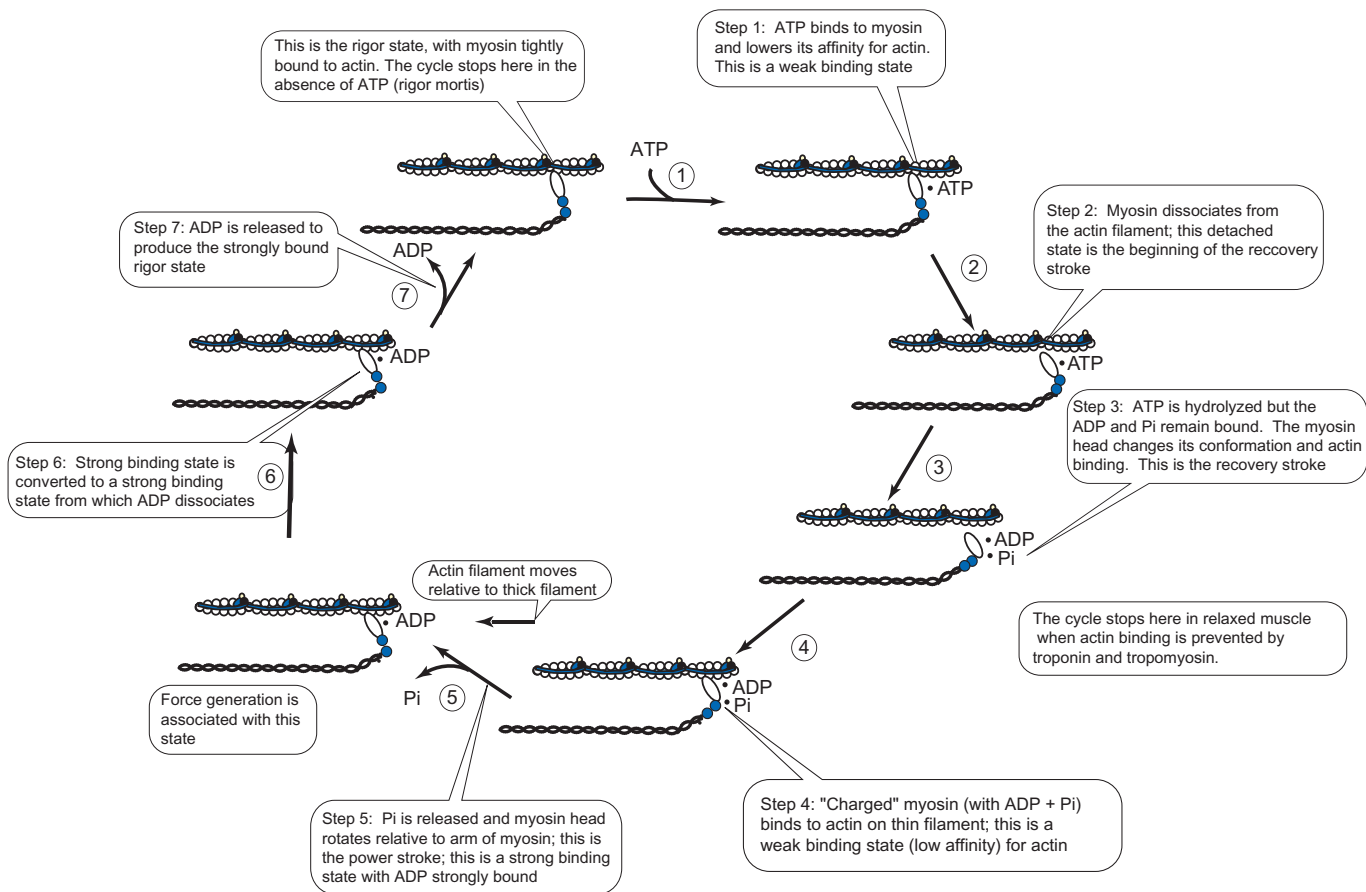 This is the rigor state, with myosin tightly
bound to actin. The cycle stops here in the
absence of ATP (rigor mortis)
Step 1: ATP binds to myosin
and lowers its affinity for actin.
This is a weak binding state
ATP
1
ATP
Step 2: Myosin dissociates from
the actin filament; this detached
state is the beginning of the reccovery
stroke
2
ATP
Step 3: ATP is hydrolyzed but the
ADP and Pi remain bound. The myosin
head changes its conformation and actin
binding. This is the recovery stroke
3
ADP
Pi
The cycle stops here in relaxed muscle
when actin binding is prevented by
troponin and tropomyosin.
4
ADP
Pi
Step 4: "Charged" myosin (with ADP + Pi)
binds to actin on thin filament; this is a
weak binding state (low affinity) for actin
Pi
5
Step 5: Pi is released and myosin head
rotates relative to arm of myosin; this is
the power stroke; this is a strong binding
state with ADP strongly bound
Actin filament moves
relative to thick filament
ADP
Force generation is
associated with this
state
6
Step 6: Strong binding state is
converted to a strong binding
state from which ADP dissociates
ADP
7
ADP
Step 7: ADP is released to
produce the strongly bound
rigor state